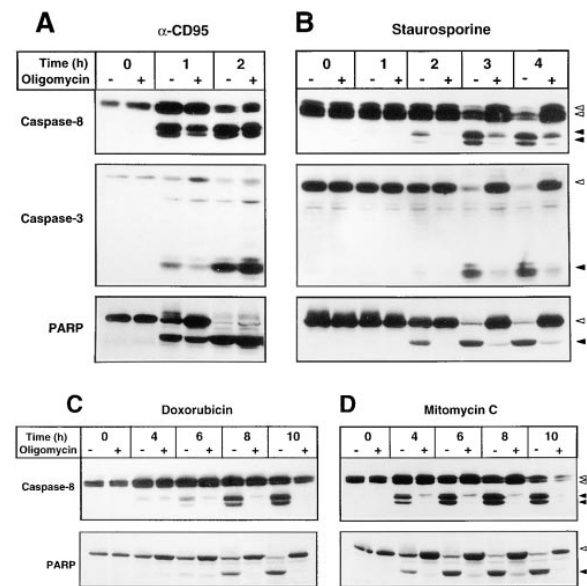 A
α-CD95
Time (h) 0 1 2
Oligomycin - + - + - +
Caspase-8
Caspase-3
PARP
B
Staurosporine
0 1 2 3 4
- + - + - + - + - +
C
Doxorubicin
Time (h) 0 4 6 8 10
Oligomycin - + - + - + - + - +
Caspase-8
PARP
D
Mitomycin C
0 4 6 8 10
- + - + - + - + - +